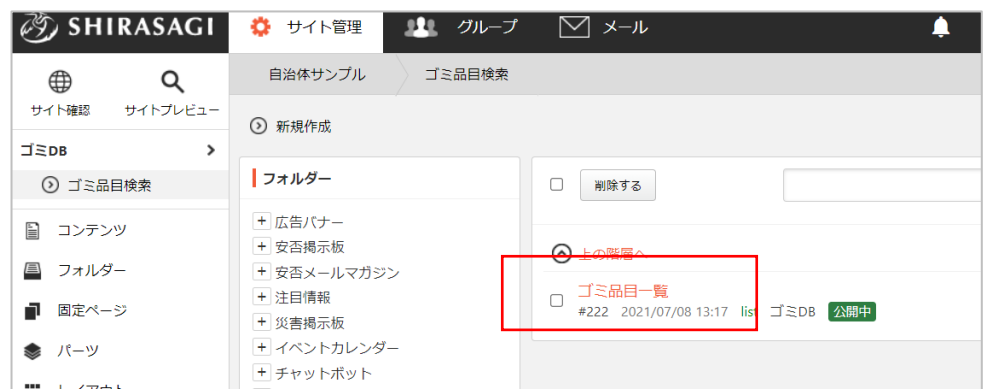 SHIRASAGI サイト管理 グループ メール
自治体サンプル ゴミ品目検索
サイト確認 サイトプレビュー
新規作成
ゴミDB
ゴミ品目検索
コンテンツ
フォルダー
固定ページ
パーツ
レイアウト
フォルダー
広告バナー
安否掲示板
安否メールマガジン
注目情報
災害掲示板
イベントカレンダー
チャットボット
削除する
上の階層へ
ゴミ品目一覧
#222 2021/07/08 13:17 list ゴミDB 公開中